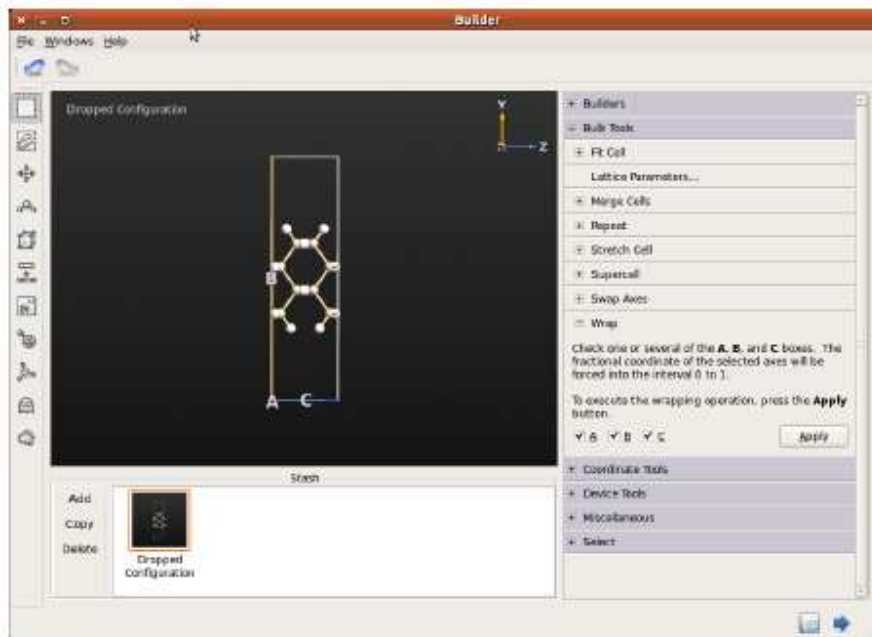 Builder
File Windows Help
Dropped Configuration
Y
Z
B
A C
Builders
Bulk Tools
Fit Cell
Lattice Parameters...
Merge Cells
Repeat
Stretch Cell
Supercell
Swap Axes
Wrap
Check one or several of the A, B, and C boxes. The
fractional coordinate of the selected axes will be
forced into the interval 0 to 1.
To execute the wrapping operation, press the Apply
button.
A B C Apply
Coordinate Tools
Device Tools
Miscellaneous
Select
Stash
Add
Copy
Delete
Dropped
Configuration